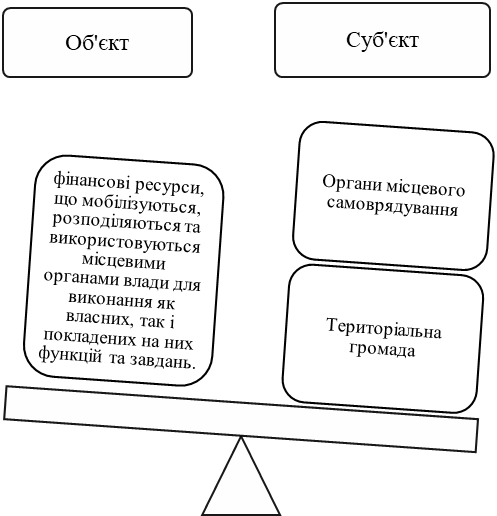 Об'єкт
Суб'єкт
фінансові ресурси,
що мобілізуються,
розподіляються та
використовуються
місцевими
органами влади для
виконання як
власних, так і
покладених на них
функцій та завдань.
Органи місцевого
самоврядування
Територіальна
громада